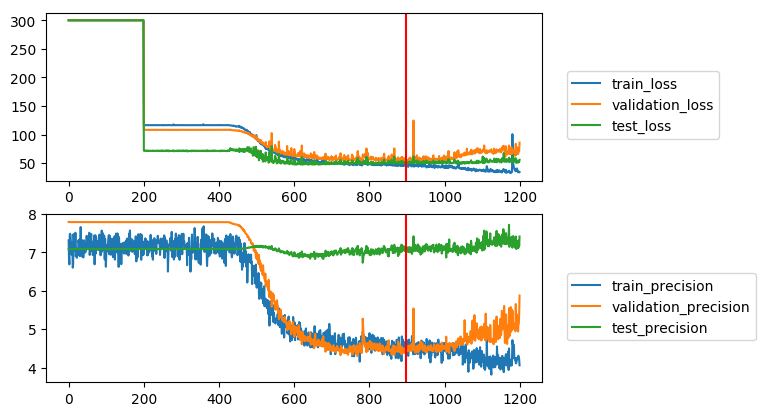 300
250
200
150
100
50
0 200 400 600 800 1000 1200
train_loss
validation_loss
test_loss
8
7
6
5
4
0 200 400 600 800 1000 1200
train_precision
validation_precision
test_precision